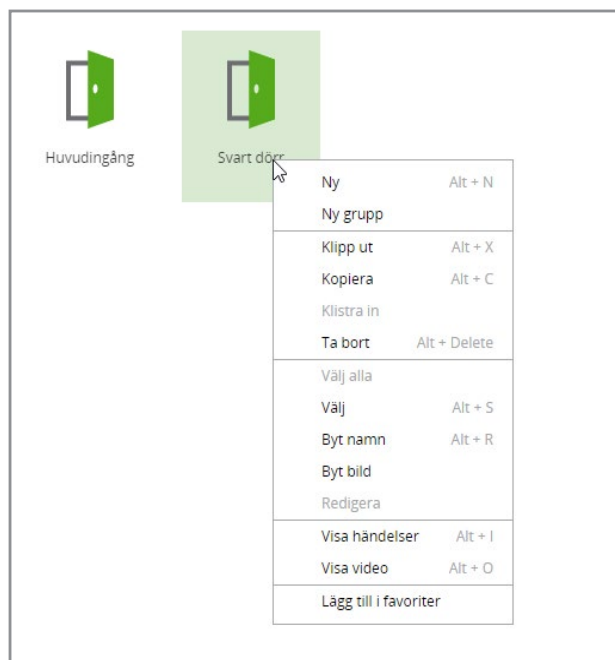 Huvudingång Svart dörr
Ny Alt + N
Ny grupp
Klipp ut Alt + X
Kopiera Alt + C
Klistra in
Ta bort Alt + Delete
Välj alla
Välj Alt + S
Byt namn Alt + R
Byt bild
Redigera
Visa händelser Alt + I
Visa video Alt + O
Lägg till i favoriter